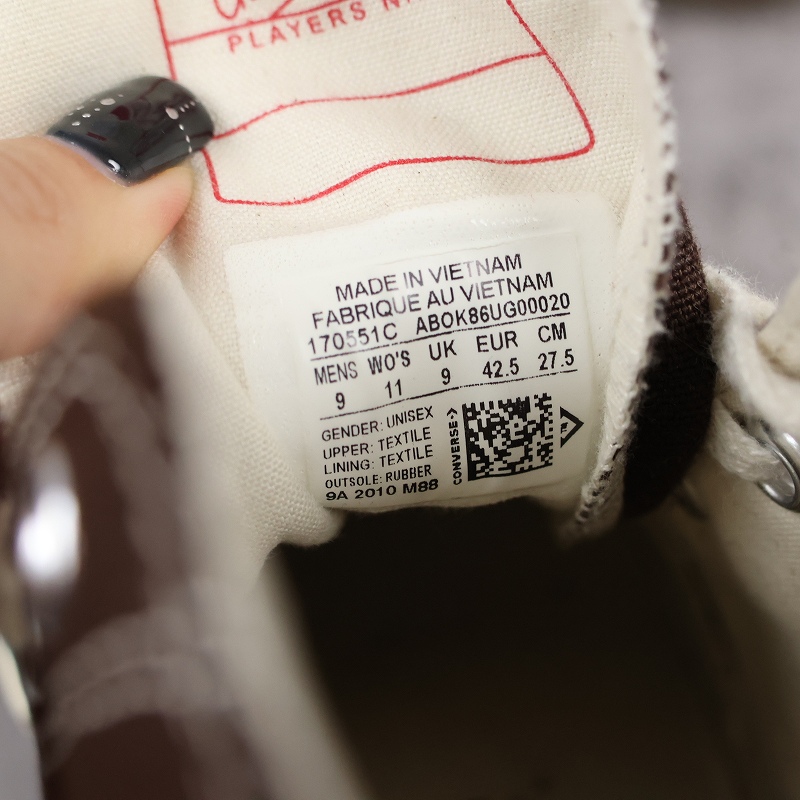 PLAYERS
MADE IN VIETNAM
FABRIQUE AU VIETNAM
170551C ABOK86UG00020
MENS WO'S UK EUR CM
9 11 9 42.5 27.5
GENDER: UNISEX
UPPER: TEXTILE
LINING: TEXTILE
OUTSOLE: RUBBER
9A 2010 M88
CONVERSE